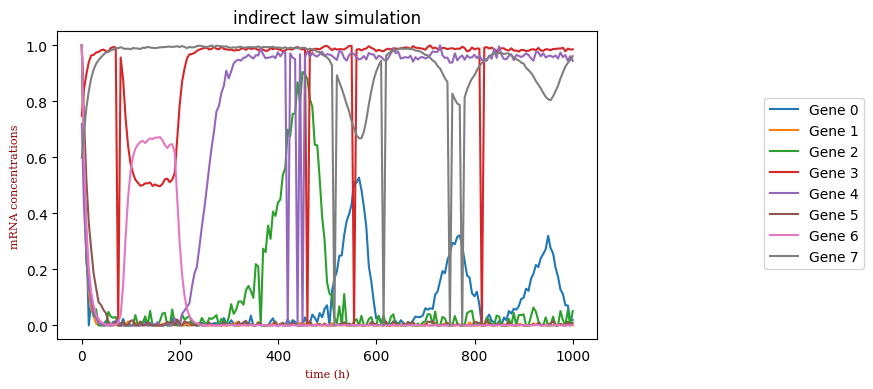 indirect law simulation
1.0
0.8
0.6
0.4
0.2
0.0
mRNA concentrations
0
200
400
600
800
1000
time (h)
Gene 0
Gene 1
Gene 2
Gene 3
Gene 4
Gene 5
Gene 6
Gene 7